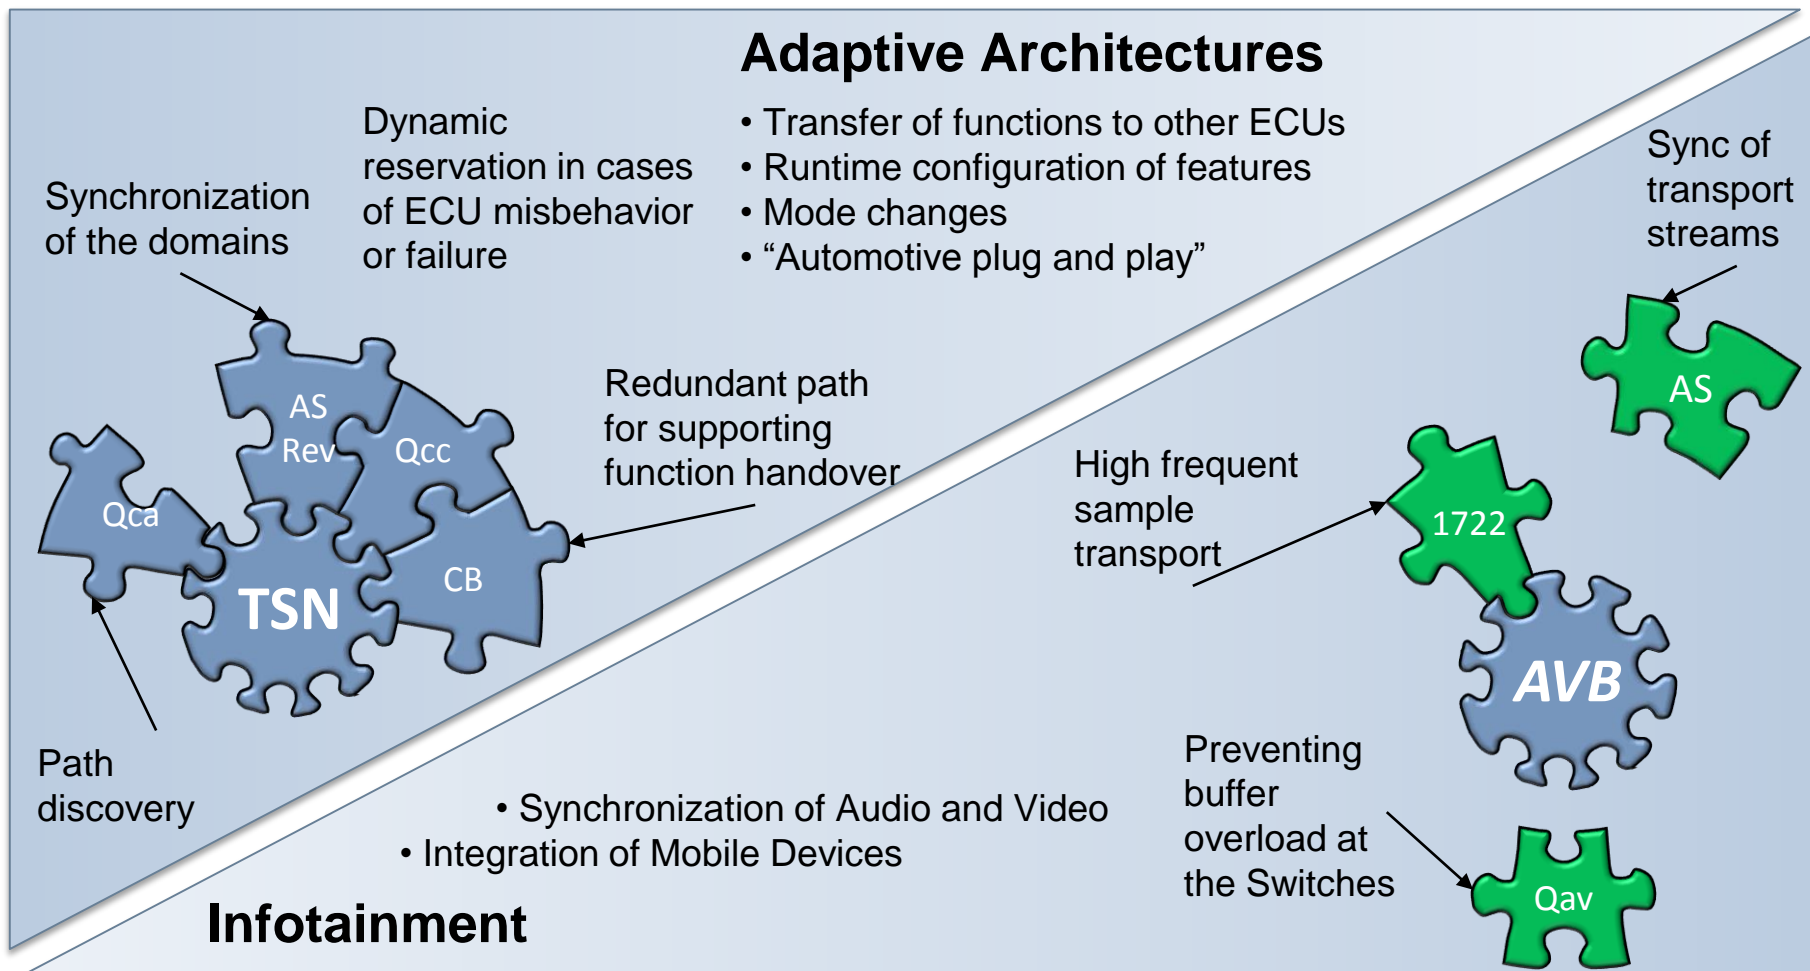 Adaptive Architectures
Dynamic
reservation in cases
of ECU misbehavior
or failure
• Transfer of functions to other ECUs
• Runtime configuration of features
• Mode changes
• “Automotive plug and play”
Synchronization
of the domains
Sync of
transport
streams
AS
Rev
Qcc
Qca
CB
TSN
Redundant path
for supporting
function handover
Path
discovery
AS
High frequent
sample
transport
1722
AVB
Preventing
buffer
overload at
the Switches
Qav
• Synchronization of Audio and Video
• Integration of Mobile Devices
Infotainment